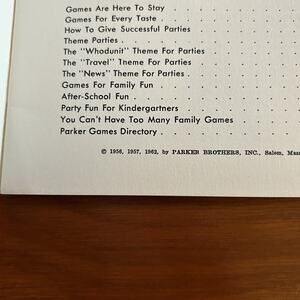 Games Are Here To Stay . . . . . . . . .
Games For Every Taste . . . . . . . . .
How To Give Successful Parties . . . . . . .
Theme Parties . . . . . . . . . . . .
The "Whodunit" Theme For Parties . . . . . .
The "Travel" Theme For Parties . . . . . . .
The "News" Theme For Parties . . . . . . .
Games For Family Fun . . . . . . . . .
After-School Fun . . . . . . . . . . .
Party Fun For Kindergartners . . . . . . .
You Can't Have Too Many Family Games . . . .
Parker Games Directory . . . . . . . . .
© 1956, 1957, 1962, by PARKER BROTHERS, INC., Salem, Mass